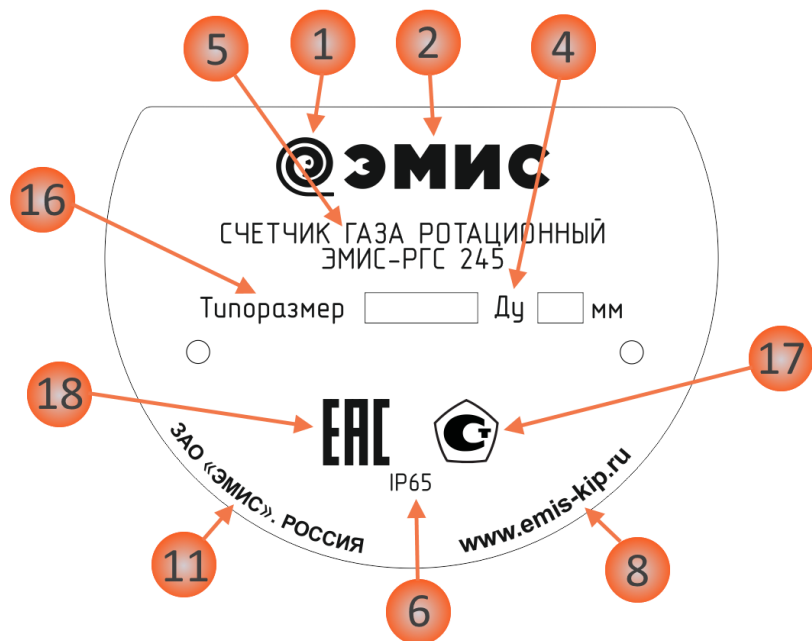 5 1 2 4
ЭМИС
16
СЧЕТЧИК ГАЗА РОТАЦИОННЫЙ
ЭМИС-РГС 245
Типоразмер Ду мм
17
18
ЕАС Ст
IP65
ЗАО «ЭМИС». РОССИЯ
www.emis-kip.ru
11 6 8